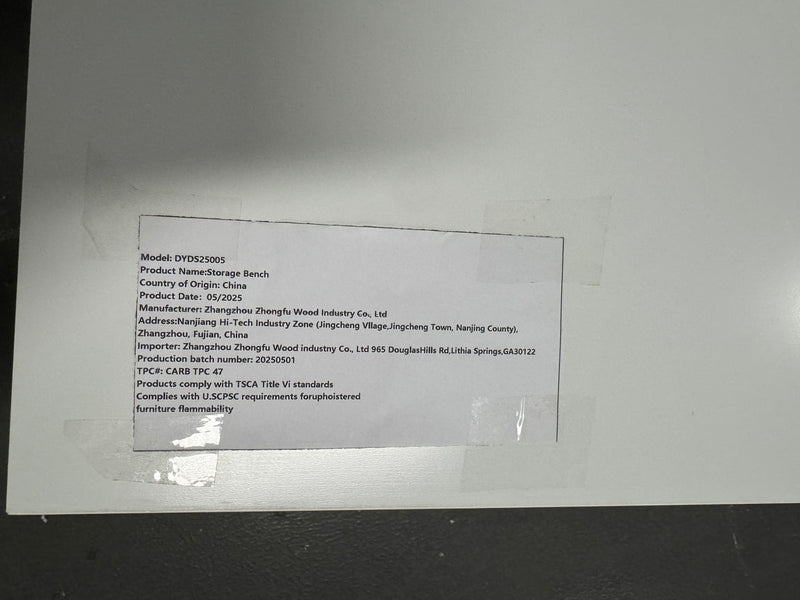 Model: DYDS25005
Product Name:Storage Bench
Country of Origin: China
Product Date: 05/2025
Manufacturer: Zhangzhou Zhongfu Wood Industry Co., Ltd
Address:Nanjiang Hi-Tech Industry Zone (Jingcheng Vllage,Jingcheng Town, Nanjing County),
Zhangzhou, Fujian, China
Importer: Zhangzhou Zhongfu Wood industny Co., Ltd 965 DouglasHills Rd,Lithia Springs,GA30122
Production batch number: 20250501
TPC#: CARB TPC 47
Products comply with TSCA Title Vi standards
Complies with U.SCPSC requirements foruphoistered
furniture flammability